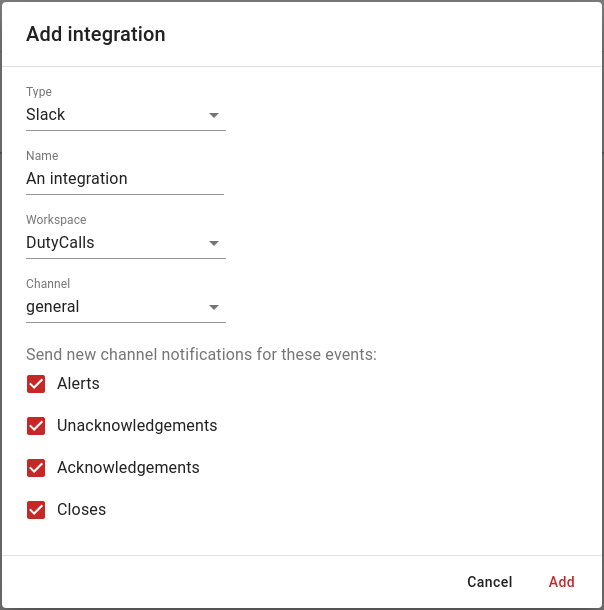 Add integration
Type
Slack
Name
An integration
Workspace
DutyCalls
Channel
general
Send new channel notifications for these events:
Alerts
Unacknowledgements
Acknowledgements
Closes
Cancel Add